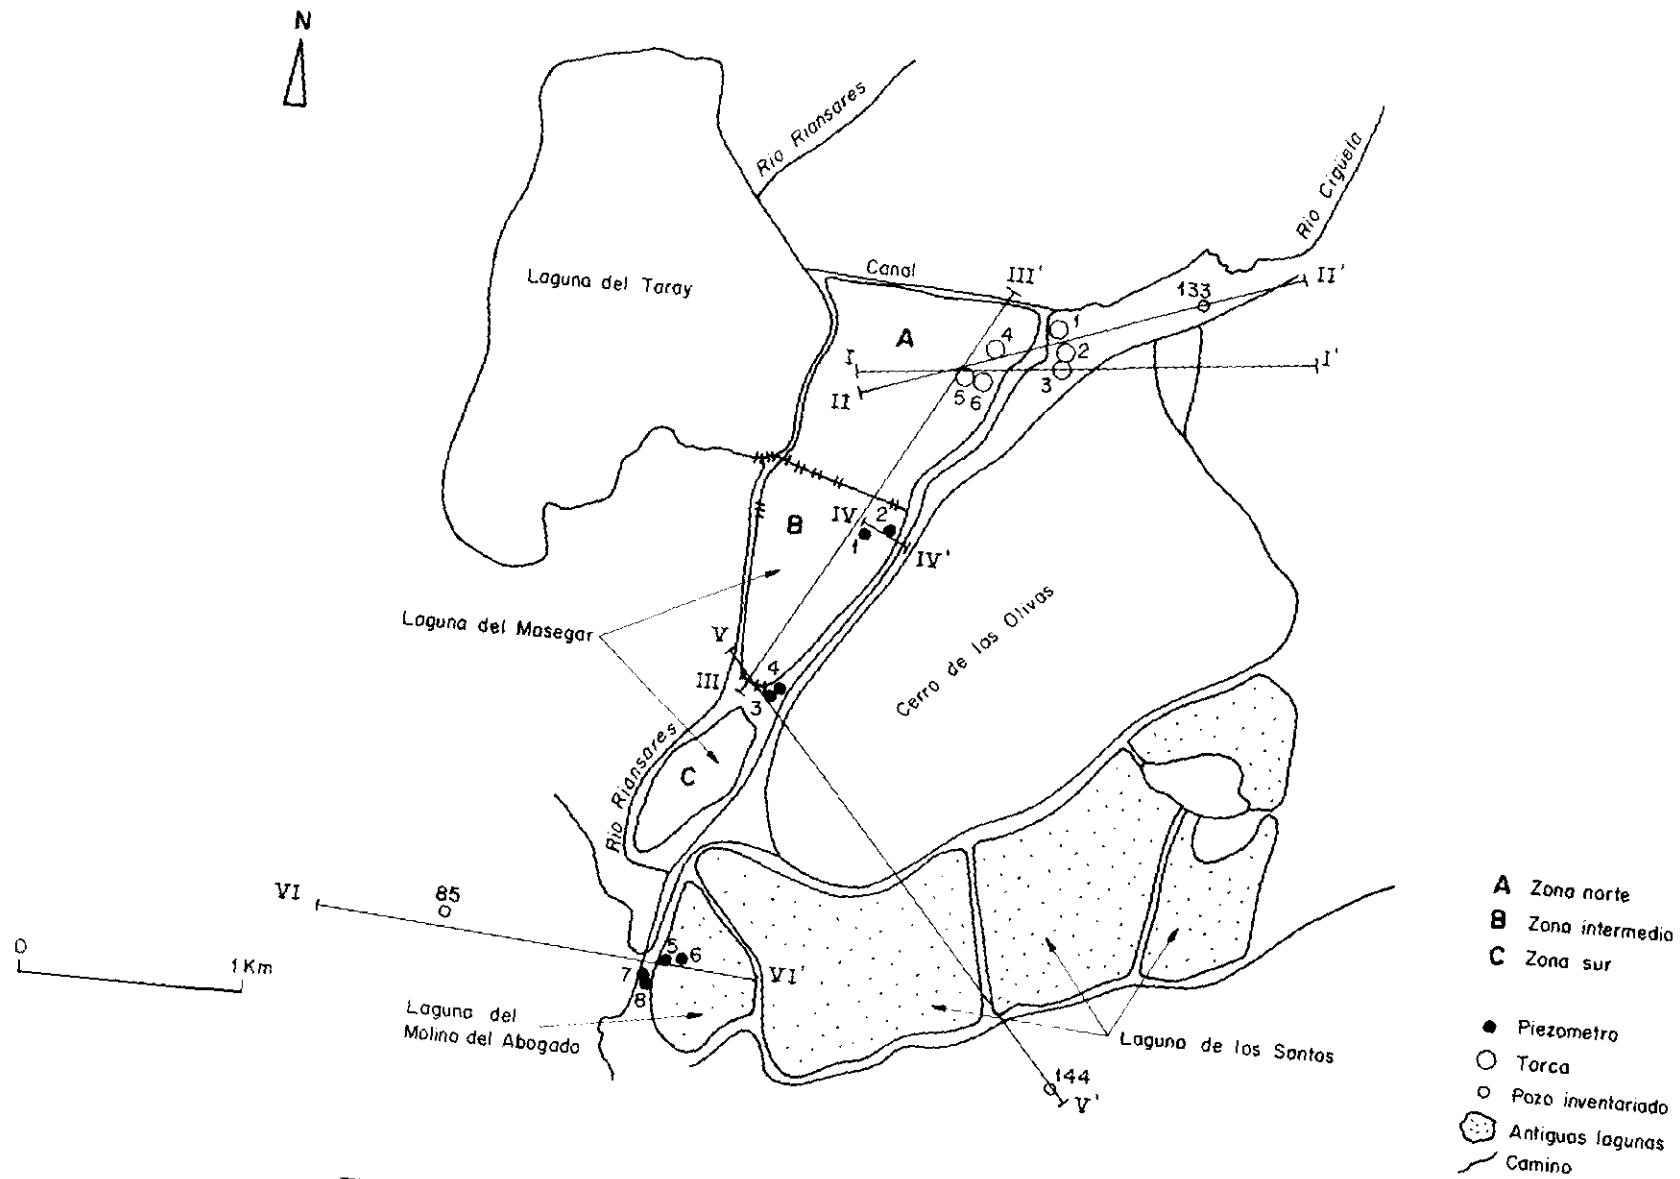 N
Rio Riansares
Rio Cigüela
Laguna del Taray
Canal
III'
133
II'
A
4
1
2
I
I'
3
II
5
6
B
IV
2
1
IV'
Laguna del Masegar
Cerro de las Olivas
V
4
III
3
Rio Riansares
C
VI
85
5
6
7
VI'
8
0
1 Km
Laguna del
Molino del Abogado
Laguna de los Santos
144
V'
A Zona norte
B Zona intermedia
C Zona sur
Piezometro
Torca
Pozo inventariado
Antiguas lagunas
Camino